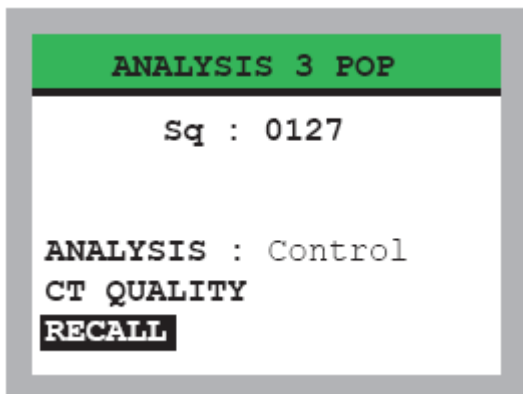 ANALYSIS 3 POP
Sq : 0127
ANALYSIS : Control
CT QUALITY
RECALL